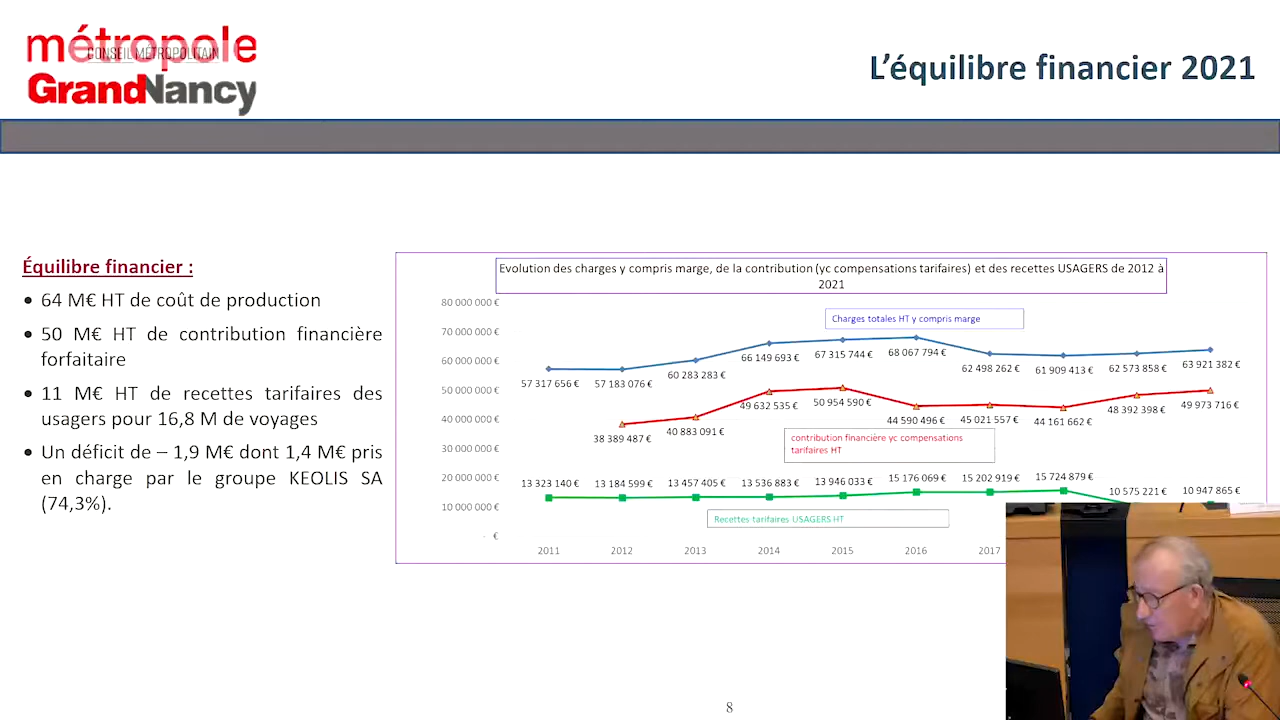 métropole
CONSEIL MÉTROPOLITAIN
GrandNancy
L'équilibre financier 2021
Équilibre financier :
• 64 M€ HT de coût de production
• 50 M€ HT de contribution financière
forfaitaire
• 11 M€ HT de recettes tarifaires des
usagers pour 16,8 M de voyages
• Un déficit de – 1,9 M€ dont 1,4 M€ pris
en charge par le groupe KEOLIS SA
(74,3%).
Evolution des charges y compris marge, de la contribution (yc compensations tarifaires) et des recettes USAGERS de 2012 à
2021
80 000 000 €
70 000 000 €
60 000 000 €
50 000 000 €
40 000 000 €
30 000 000 €
20 000 000 €
10 000 000 €
- €
Charges totales HT y compris marge
57 317 656 € 57 183 076 € 60 283 283 € 66 149 693 € 67 315 744 € 68 067 794 € 62 498 262 € 61 909 413 € 62 573 858 € 63 921 382 €
38 389 487 € 40 883 091 € 49 632 535 € 50 954 590 € 44 590 496 € 45 021 557 € 44 161 662 € 48 392 398 € 49 973 716 €
contribution financière yc compensations
tarifaires HT
13 323 140 € 13 184 599 € 13 457 405 € 13 536 883 € 13 946 033 € 15 176 069 € 15 202 919 € 15 724 879 € 10 575 221 € 10 947 865 €
Recettes tarifaires USAGERS HT
2011 2012 2013 2014 2015 2016 2017
8